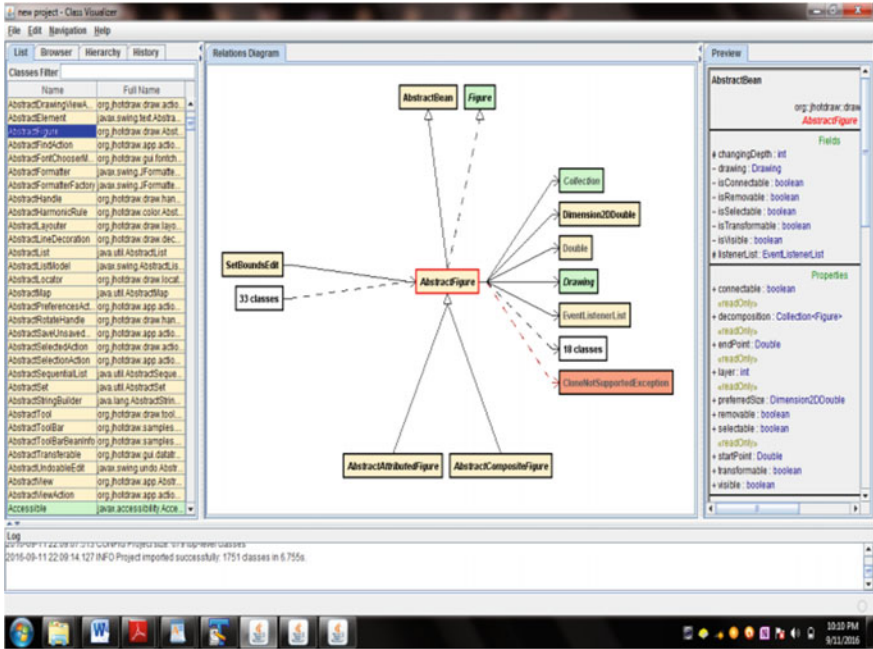 new project - Class Visualizer
File Edit Navigation Help
List Browser Hierarchy History
Classes Filter
Name Full Name
AbstractDrawingViewA... org.jhotdraw.draw.actio...
AbstractElement javax.swing.text.Abstra...
AbstractFigure org.jhotdraw.draw.Abst...
AbstractFindAction org.jhotdraw.app.actio...
AbstractFontChooserM... org.jhotdraw.gui.fontch...
AbstractFormatter javax.swing.JFormatte...
AbstractFormatterFactory javax.swing.JFormatte...
AbstractHandle org.jhotdraw.draw.han...
AbstractHarmonicRule org.jhotdraw.color.Abst...
AbstractLayouter org.jhotdraw.draw.layo...
AbstractLineDecoration org.jhotdraw.draw.dec...
AbstractList java.util.AbstractList
AbstractListModel javax.swing.AbstractLis...
AbstractLocator org.jhotdraw.draw.locat...
AbstractMap java.util.AbstractMap
AbstractPreferencesAct... org.jhotdraw.app.actio...
AbstractRotateHandle org.jhotdraw.draw.han...
AbstractSaveUnsaved... org.jhotdraw.app.actio...
AbstractSelectedAction org.jhotdraw.draw.actio...
AbstractSelectionAction org.jhotdraw.app.actio...
AbstractSequentialList java.util.AbstractSeque...
AbstractSet java.util.AbstractSet
AbstractStringBuilder java.lang.AbstractStrin...
AbstractTool org.jhotdraw.draw.tool...
AbstractToolBar org.jhotdraw.samples...
AbstractToolBarBeanInfo org.jhotdraw.samples...
AbstractTransferable org.jhotdraw.gui.datatr...
AbstractUndoableEdit javax.swing.undo.Abstr...
AbstractView org.jhotdraw.app.Abstr...
AbstractViewAction org.jhotdraw.app.actio...
Accessible javax.accessibility.Acce...
Relations Diagram
AbstractBean
Figure
SetBoundsEdit
33 classes
AbstractFigure
Collection
Dimension2DDouble
Double
Drawing
EventListenerList
18 classes
CloneNotSupportedException
AbstractAttributedFigure
AbstractCompositeFigure
Preview
AbstractBean
org::jhotdraw::draw
AbstractFigure
Fields
# changingDepth : int
– drawing : Drawing
– isConnectable : boolean
– isRemovable : boolean
– isSelectable : boolean
– isTransformable : boolean
– isVisible : boolean
# listenerList : EventListenerList
Properties
+ connectable : boolean
«readOnly»
+ decomposition : Collection<Figure>
«readOnly»
+ endPoint : Double
«readOnly»
+ layer : int
«readOnly»
+ preferredSize : Dimension2DDouble
+ removable : boolean
+ selectable : boolean
«readOnly»
+ startPoint : Double
+ transformable : boolean
+ visible : boolean
Log
2016-09-11 22:09:14.127 INFO Project imported successfully: 1751 classes in 6.755s.
10:10 PM
9/11/2016